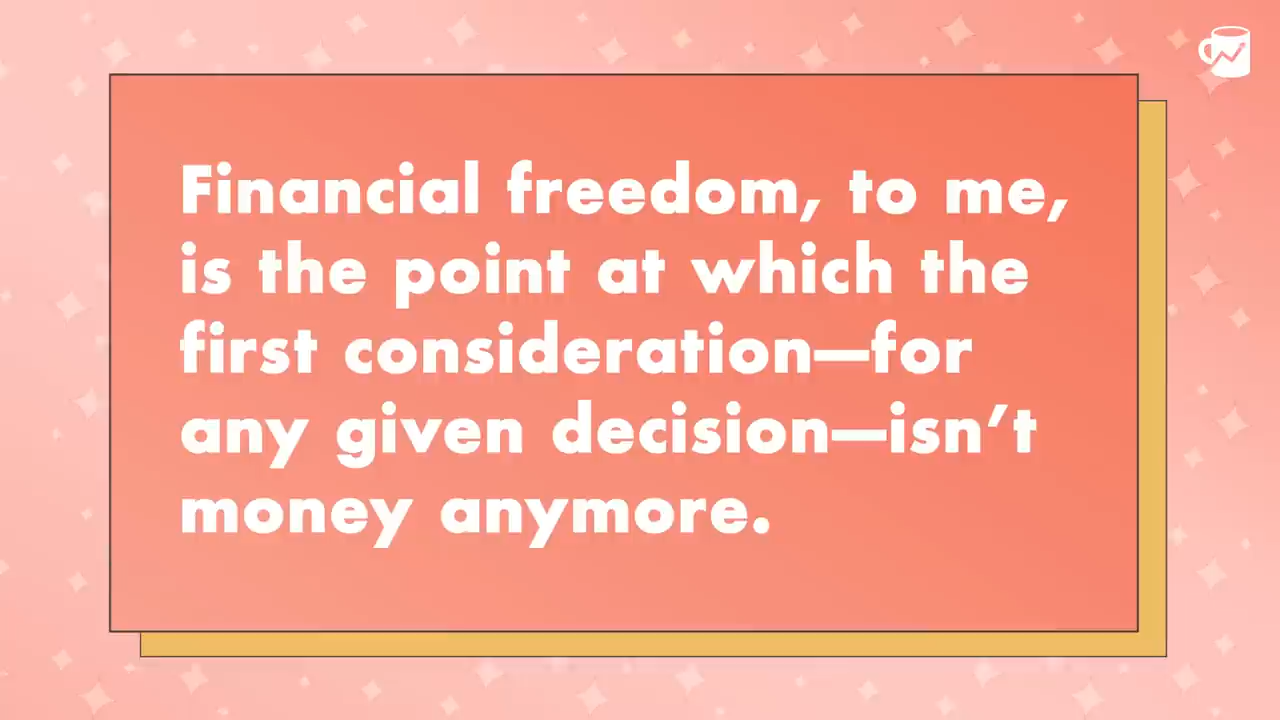 Financial freedom, to me,
is the point at which the
first consideration—for
any given decision—isn’t
money anymore.